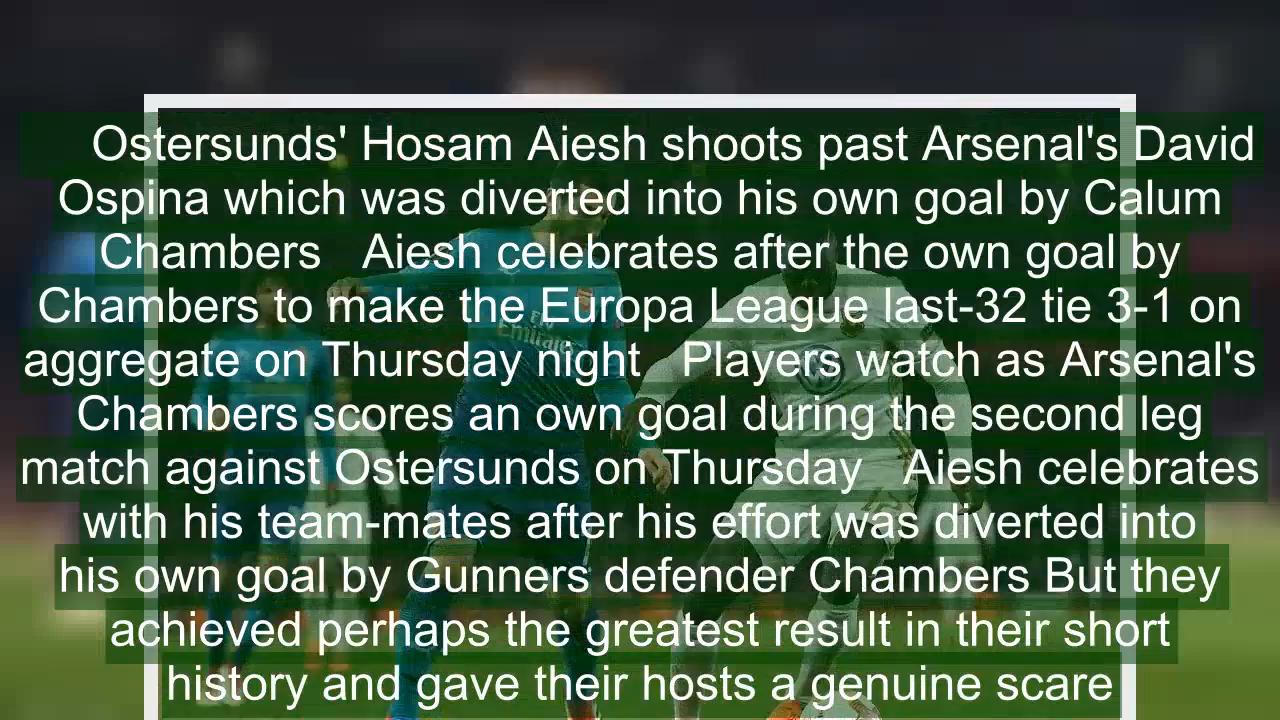 Ostersunds' Hosam Aiesh shoots past Arsenal's David
Ospina which was diverted into his own goal by Calum
Chambers Aiesh celebrates after the own goal by
Chambers to make the Europa League last-32 tie 3-1 on
aggregate on Thursday night Players watch as Arsenal's
Chambers scores an own goal during the second leg
match against Ostersunds on Thursday Aiesh celebrates
with his team-mates after his effort was diverted into
his own goal by Gunners defender Chambers But they
achieved perhaps the greatest result in their short
history and gave their hosts a genuine scare
Fly
Emirates